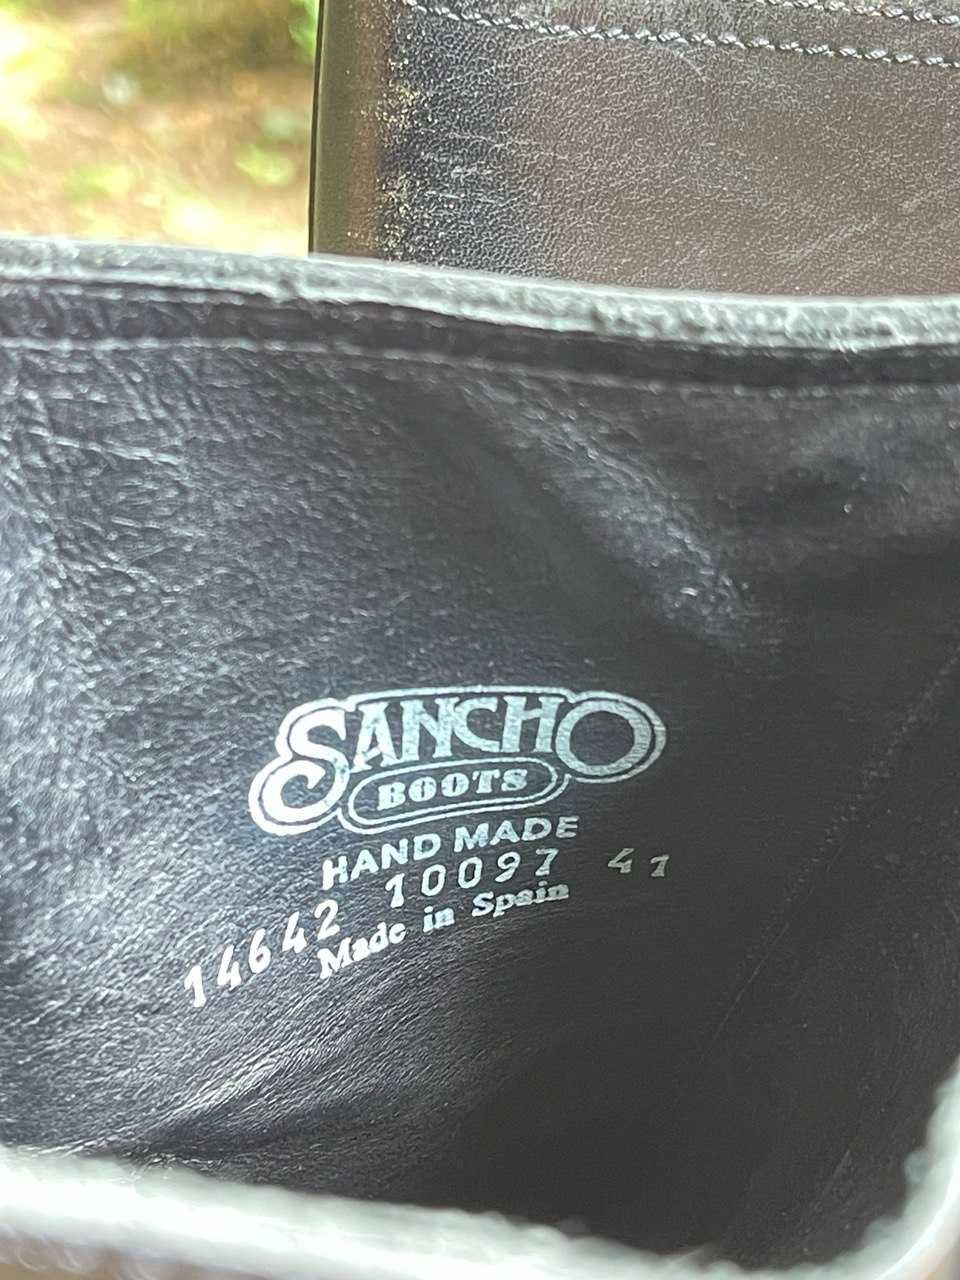 SANCHO
BOOTS
HAND MADE
14642 10097 41
Made in Spain